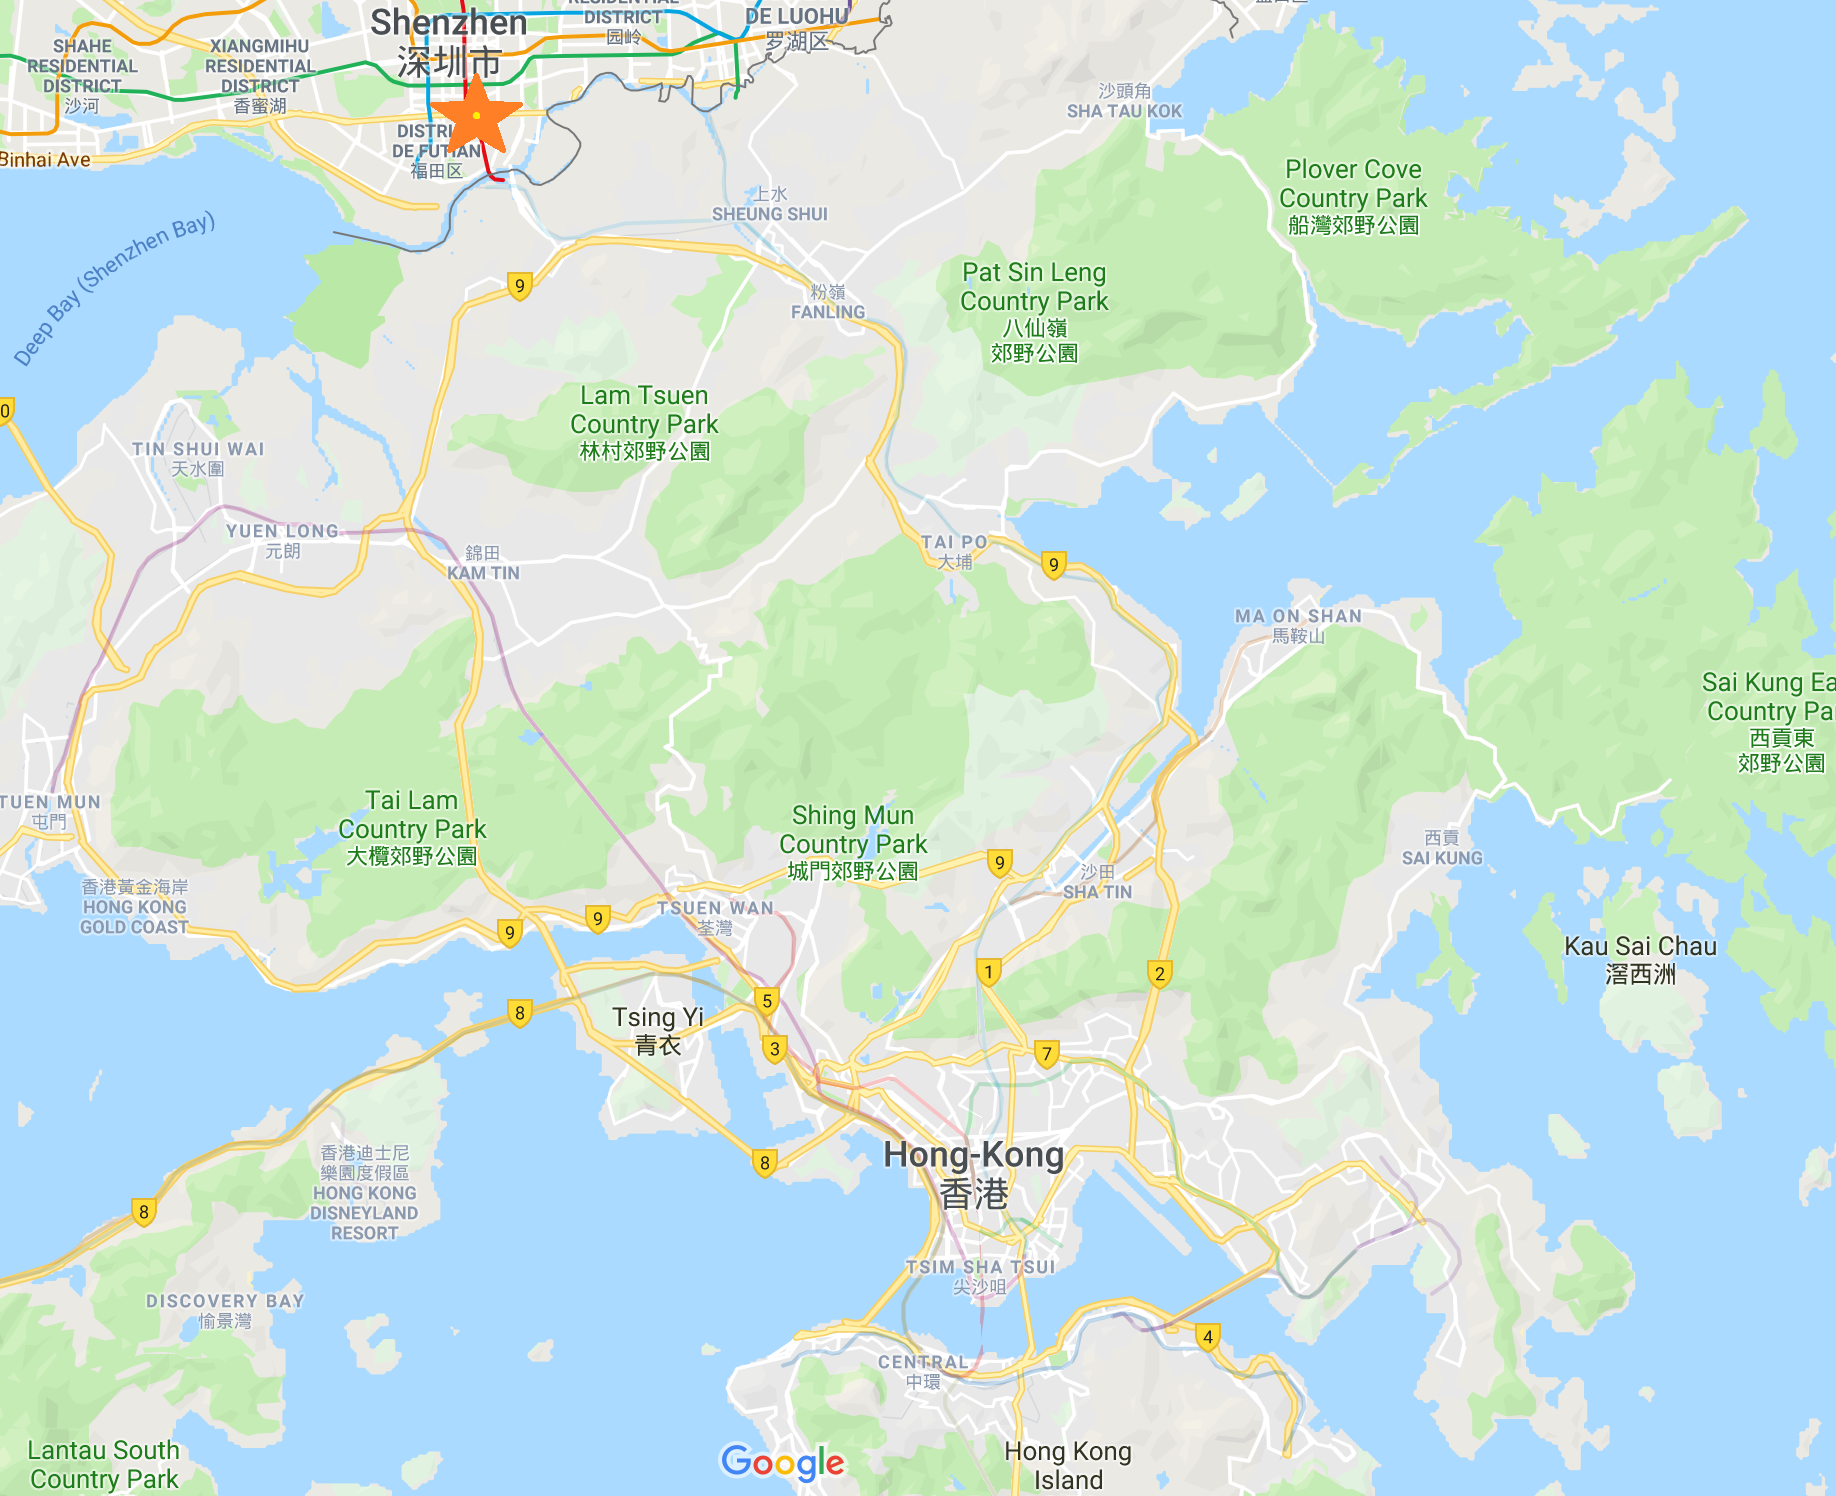 Shenzhen
深圳市
RESIDENTIAL
DISTRICT
园岭
DE LUOHU
罗湖区
SHAHE
RESIDENTIAL
DISTRICT
沙河
XIANGMIHU
RESIDENTIAL
DISTRICT
香蜜湖
DE FUTIAN
福田区
Binhai Ave
Deep Bay (Shenzhen Bay)
沙頭角
SHA TAU KOK
Plover Cove
Country Park
船灣郊野公園
上水
SHEUNG SHUI
Pat Sin Leng
Country Park
八仙嶺
郊野公園
9
粉嶺
FANLING
Lam Tsuen
Country Park
林村郊野公園
0
TIN SHUI WAI
天水圍
YUEN LONG
元朗
錦田
KAM TIN
TAI PO
大埔
9
MA ON SHAN
馬鞍山
Sai Kung Ea
Country Par
西貢東
郊野公園
TUEN MUN
屯門
Tai Lam
Country Park
大欖郊野公園
Shing Mun
Country Park
城門郊野公園
9
沙田
SHA TIN
西貢
SAI KUNG
香港黃金海岸
HONG KONG
GOLD COAST
9
9
TSUEN WAN
荃灣
Kau Sai Chau
滘西洲
1
2
5
8
Tsing Yi
青衣
3
7
香港迪士尼
樂園度假區
HONG KONG
DISNEYLAND
RESORT
8
8
Hong-Kong
香港
TSIM SHA TSUI
尖沙咀
DISCOVERY BAY
愉景灣
4
CENTRAL
中環
Lantau South
Country Park
Google
Hong Kong
Island